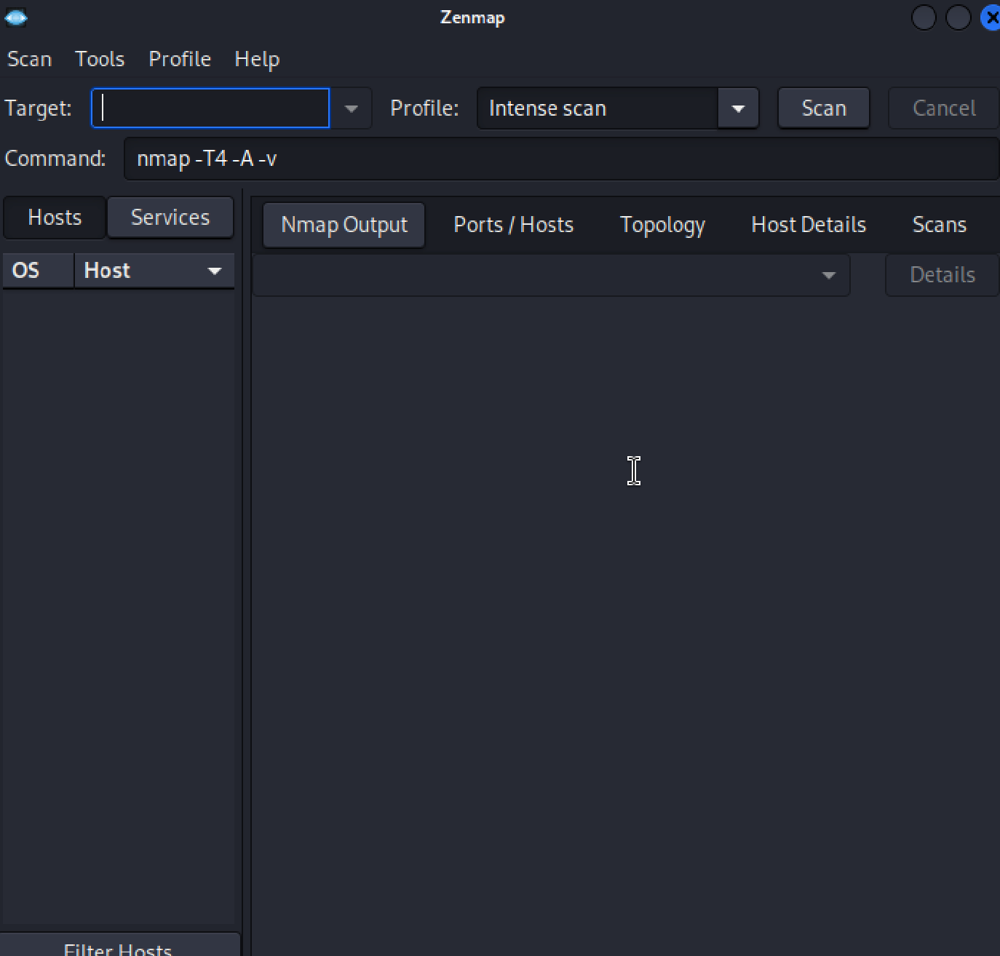 Zenmap
Scan Tools Profile Help
Target: Profile: Intense scan Scan Cancel
Command: nmap -T4 -A -v
Hosts Services
Nmap Output Ports / Hosts Topology Host Details Scans
OS Host
Details
Filter Hosts